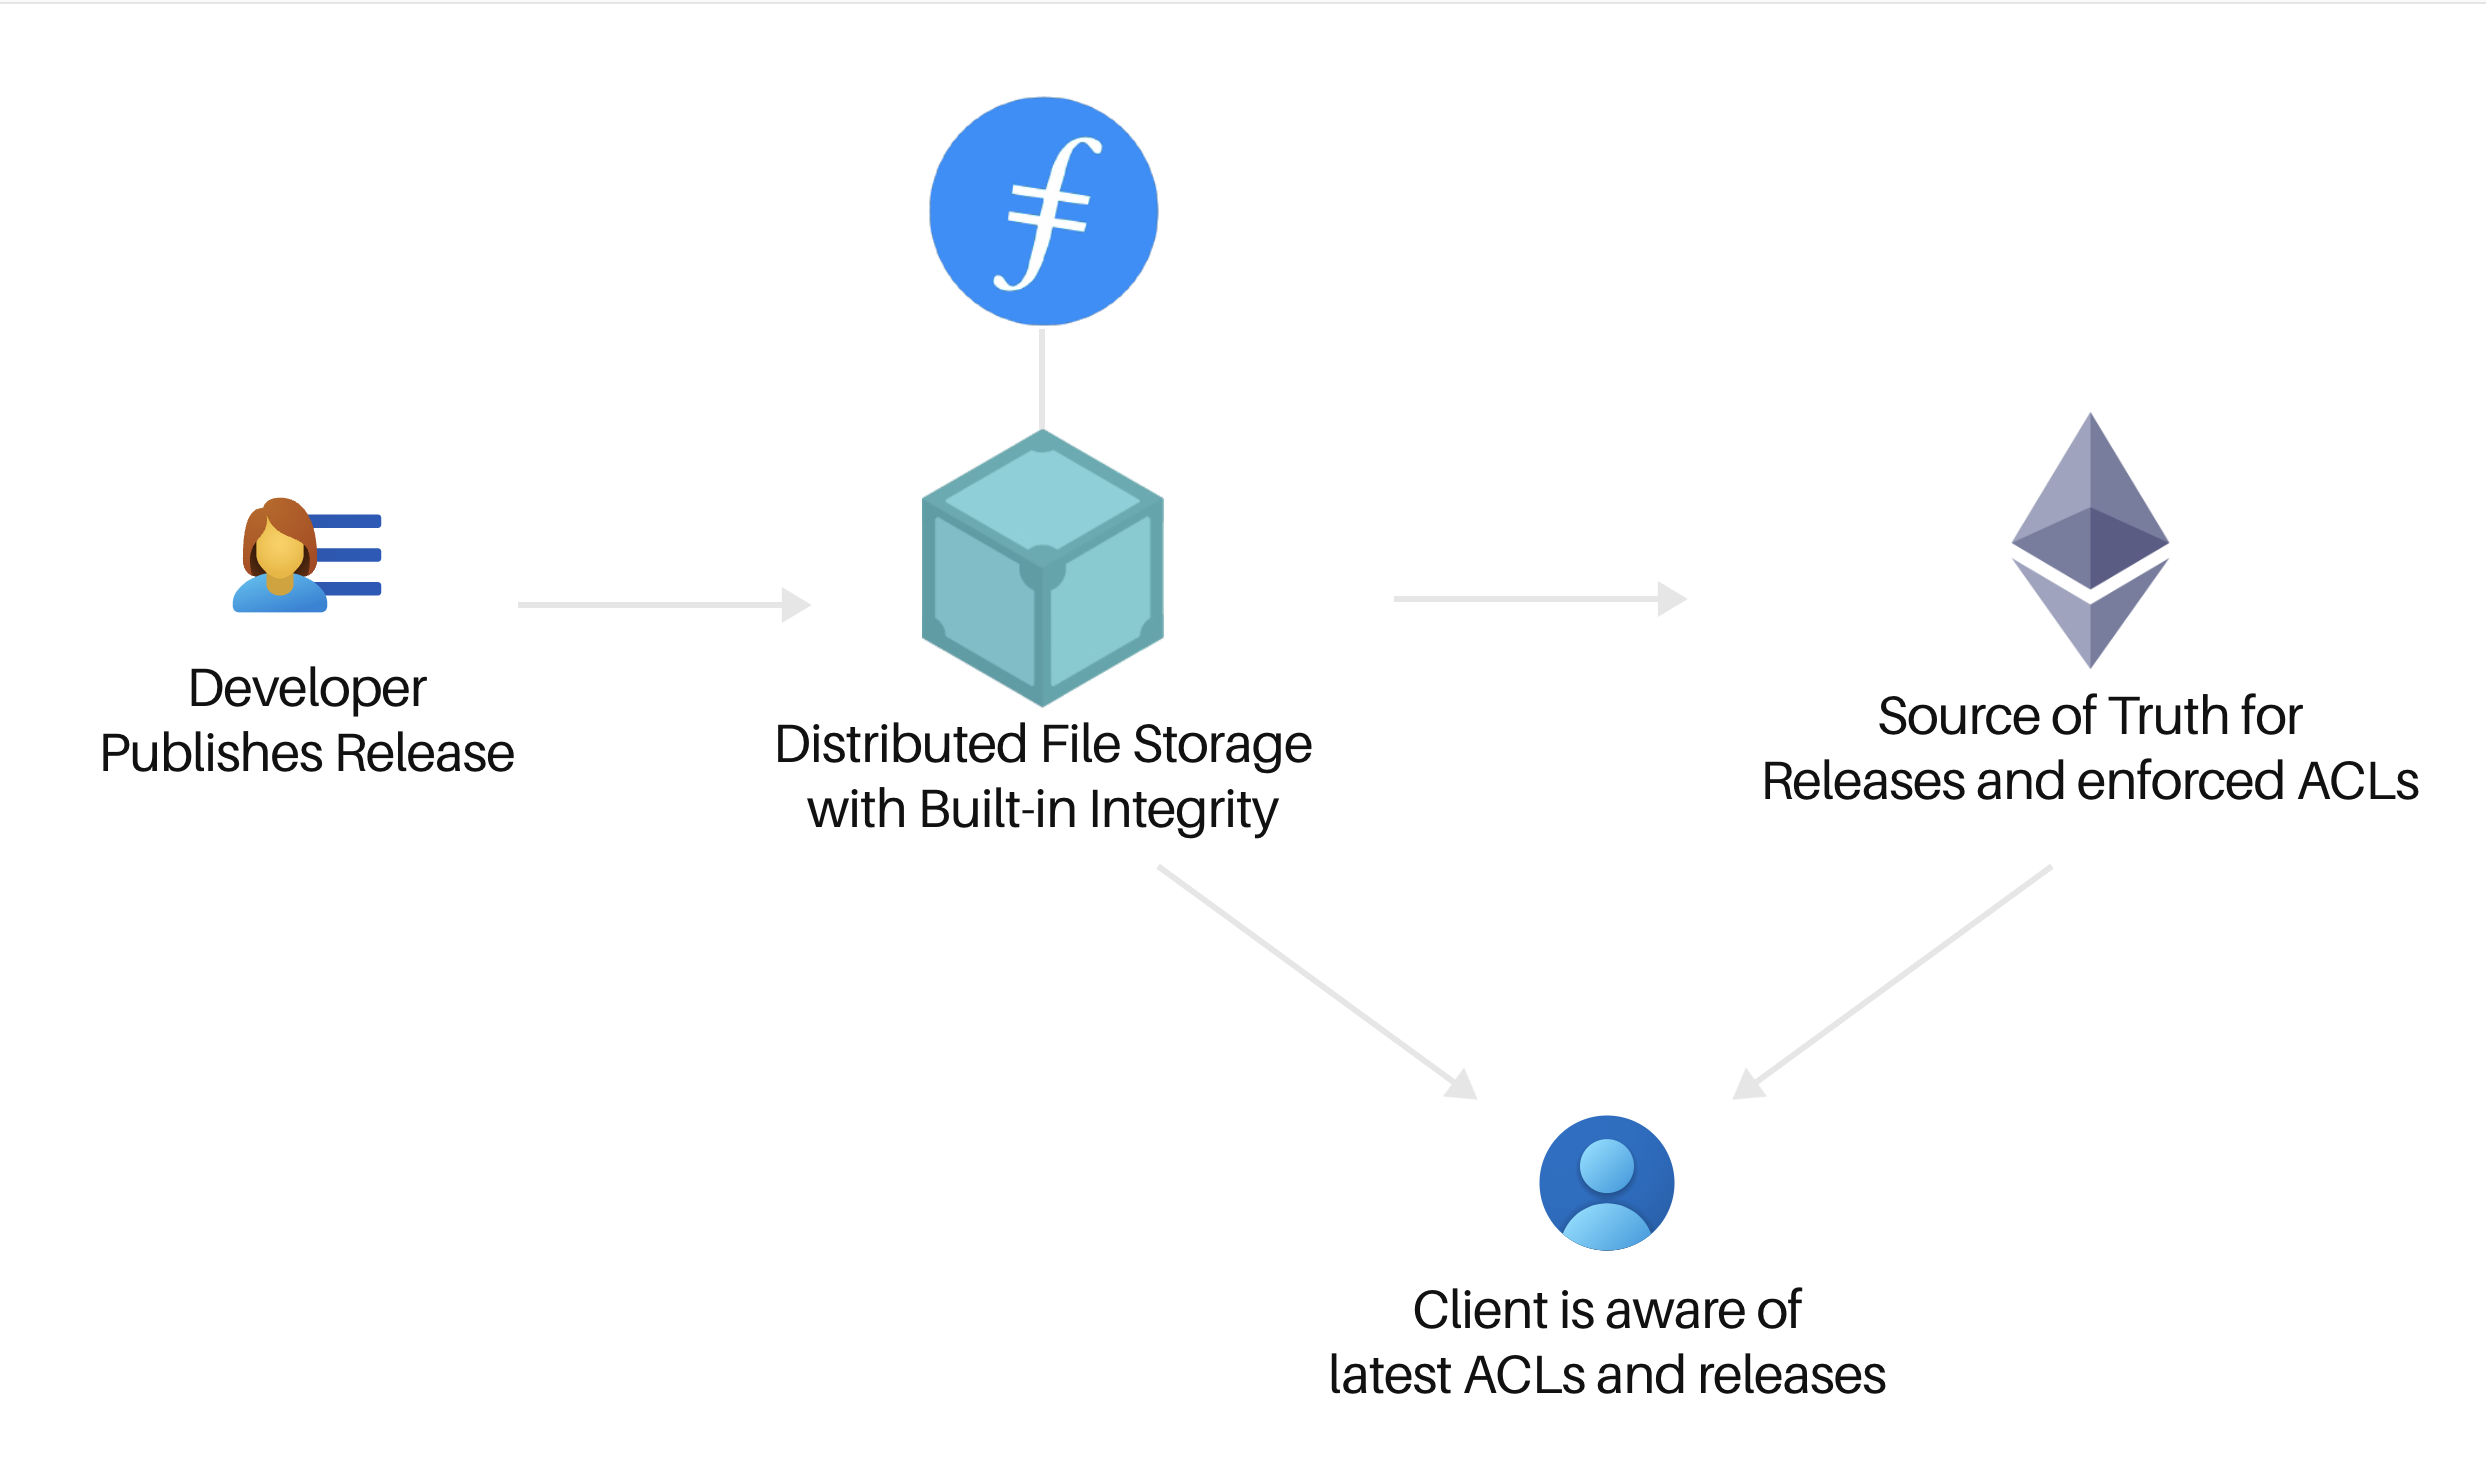 Developer
Publishes Release
Distributed File Storage
with Built-in Integrity
Source of Truth for
Releases and enforced ACLs
Client is aware of
latest ACLs and releases